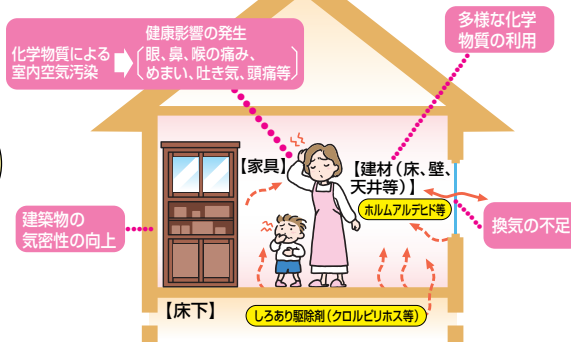 化学物質による
室内空気汚染
健康影響の発生
眼、鼻、喉の痛み、
めまい、吐き気、頭痛等
多様な化学
物質の利用
【家具】
【建材（床、壁、
天井等）】
ホルムアルデヒド等
建築物の
気密性の向上
換気の不足
【床下】
しろあり駆除剤（クロルピリホス等）